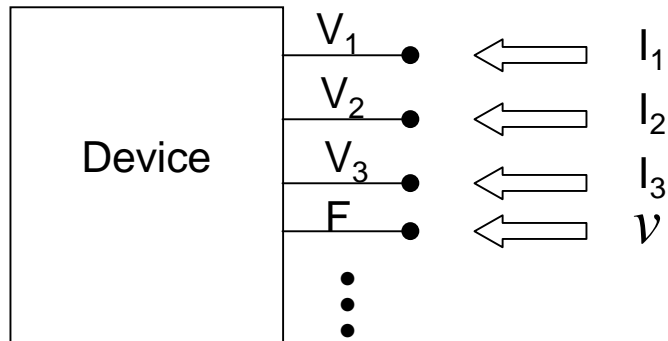 V₁ I₁
V₂ I₂
Device
V₃ I₃
F ν